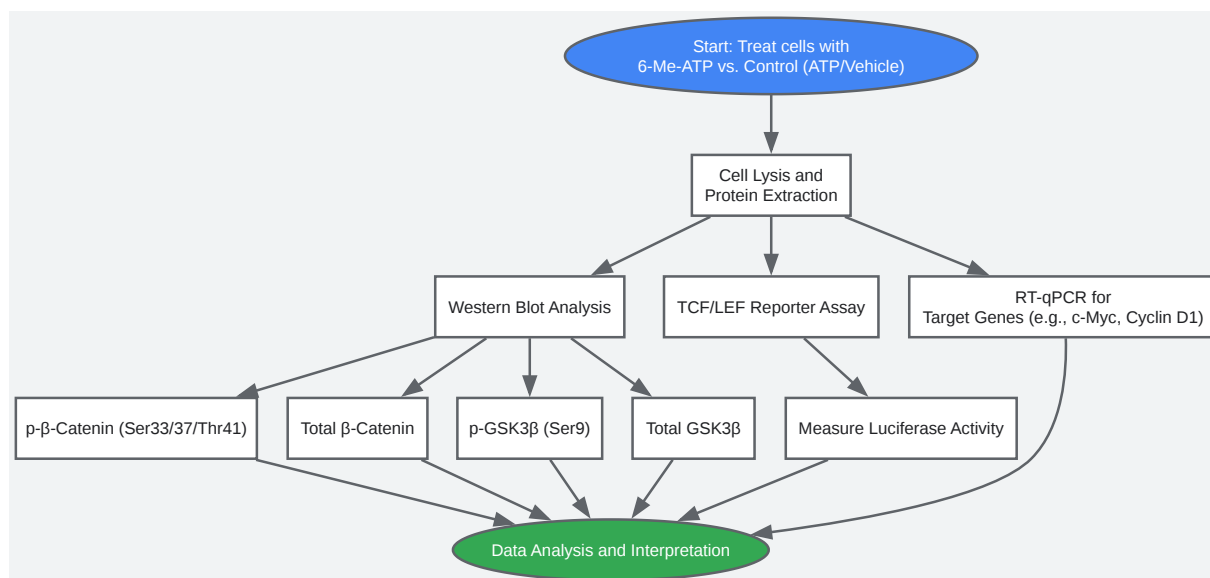 Start: Treat cells with
6-Me-ATP vs. Control (ATP/Vehicle)
Cell Lysis and
Protein Extraction
Western Blot Analysis
TCF/LEF Reporter Assay
RT-qPCR for
Target Genes (e.g., c-Myc, Cyclin D1)
p-β-Catenin (Ser33/37/Thr41)
Total β-Catenin
p-GSK3β (Ser9)
Total GSK3β
Measure Luciferase Activity
Data Analysis and Interpretation